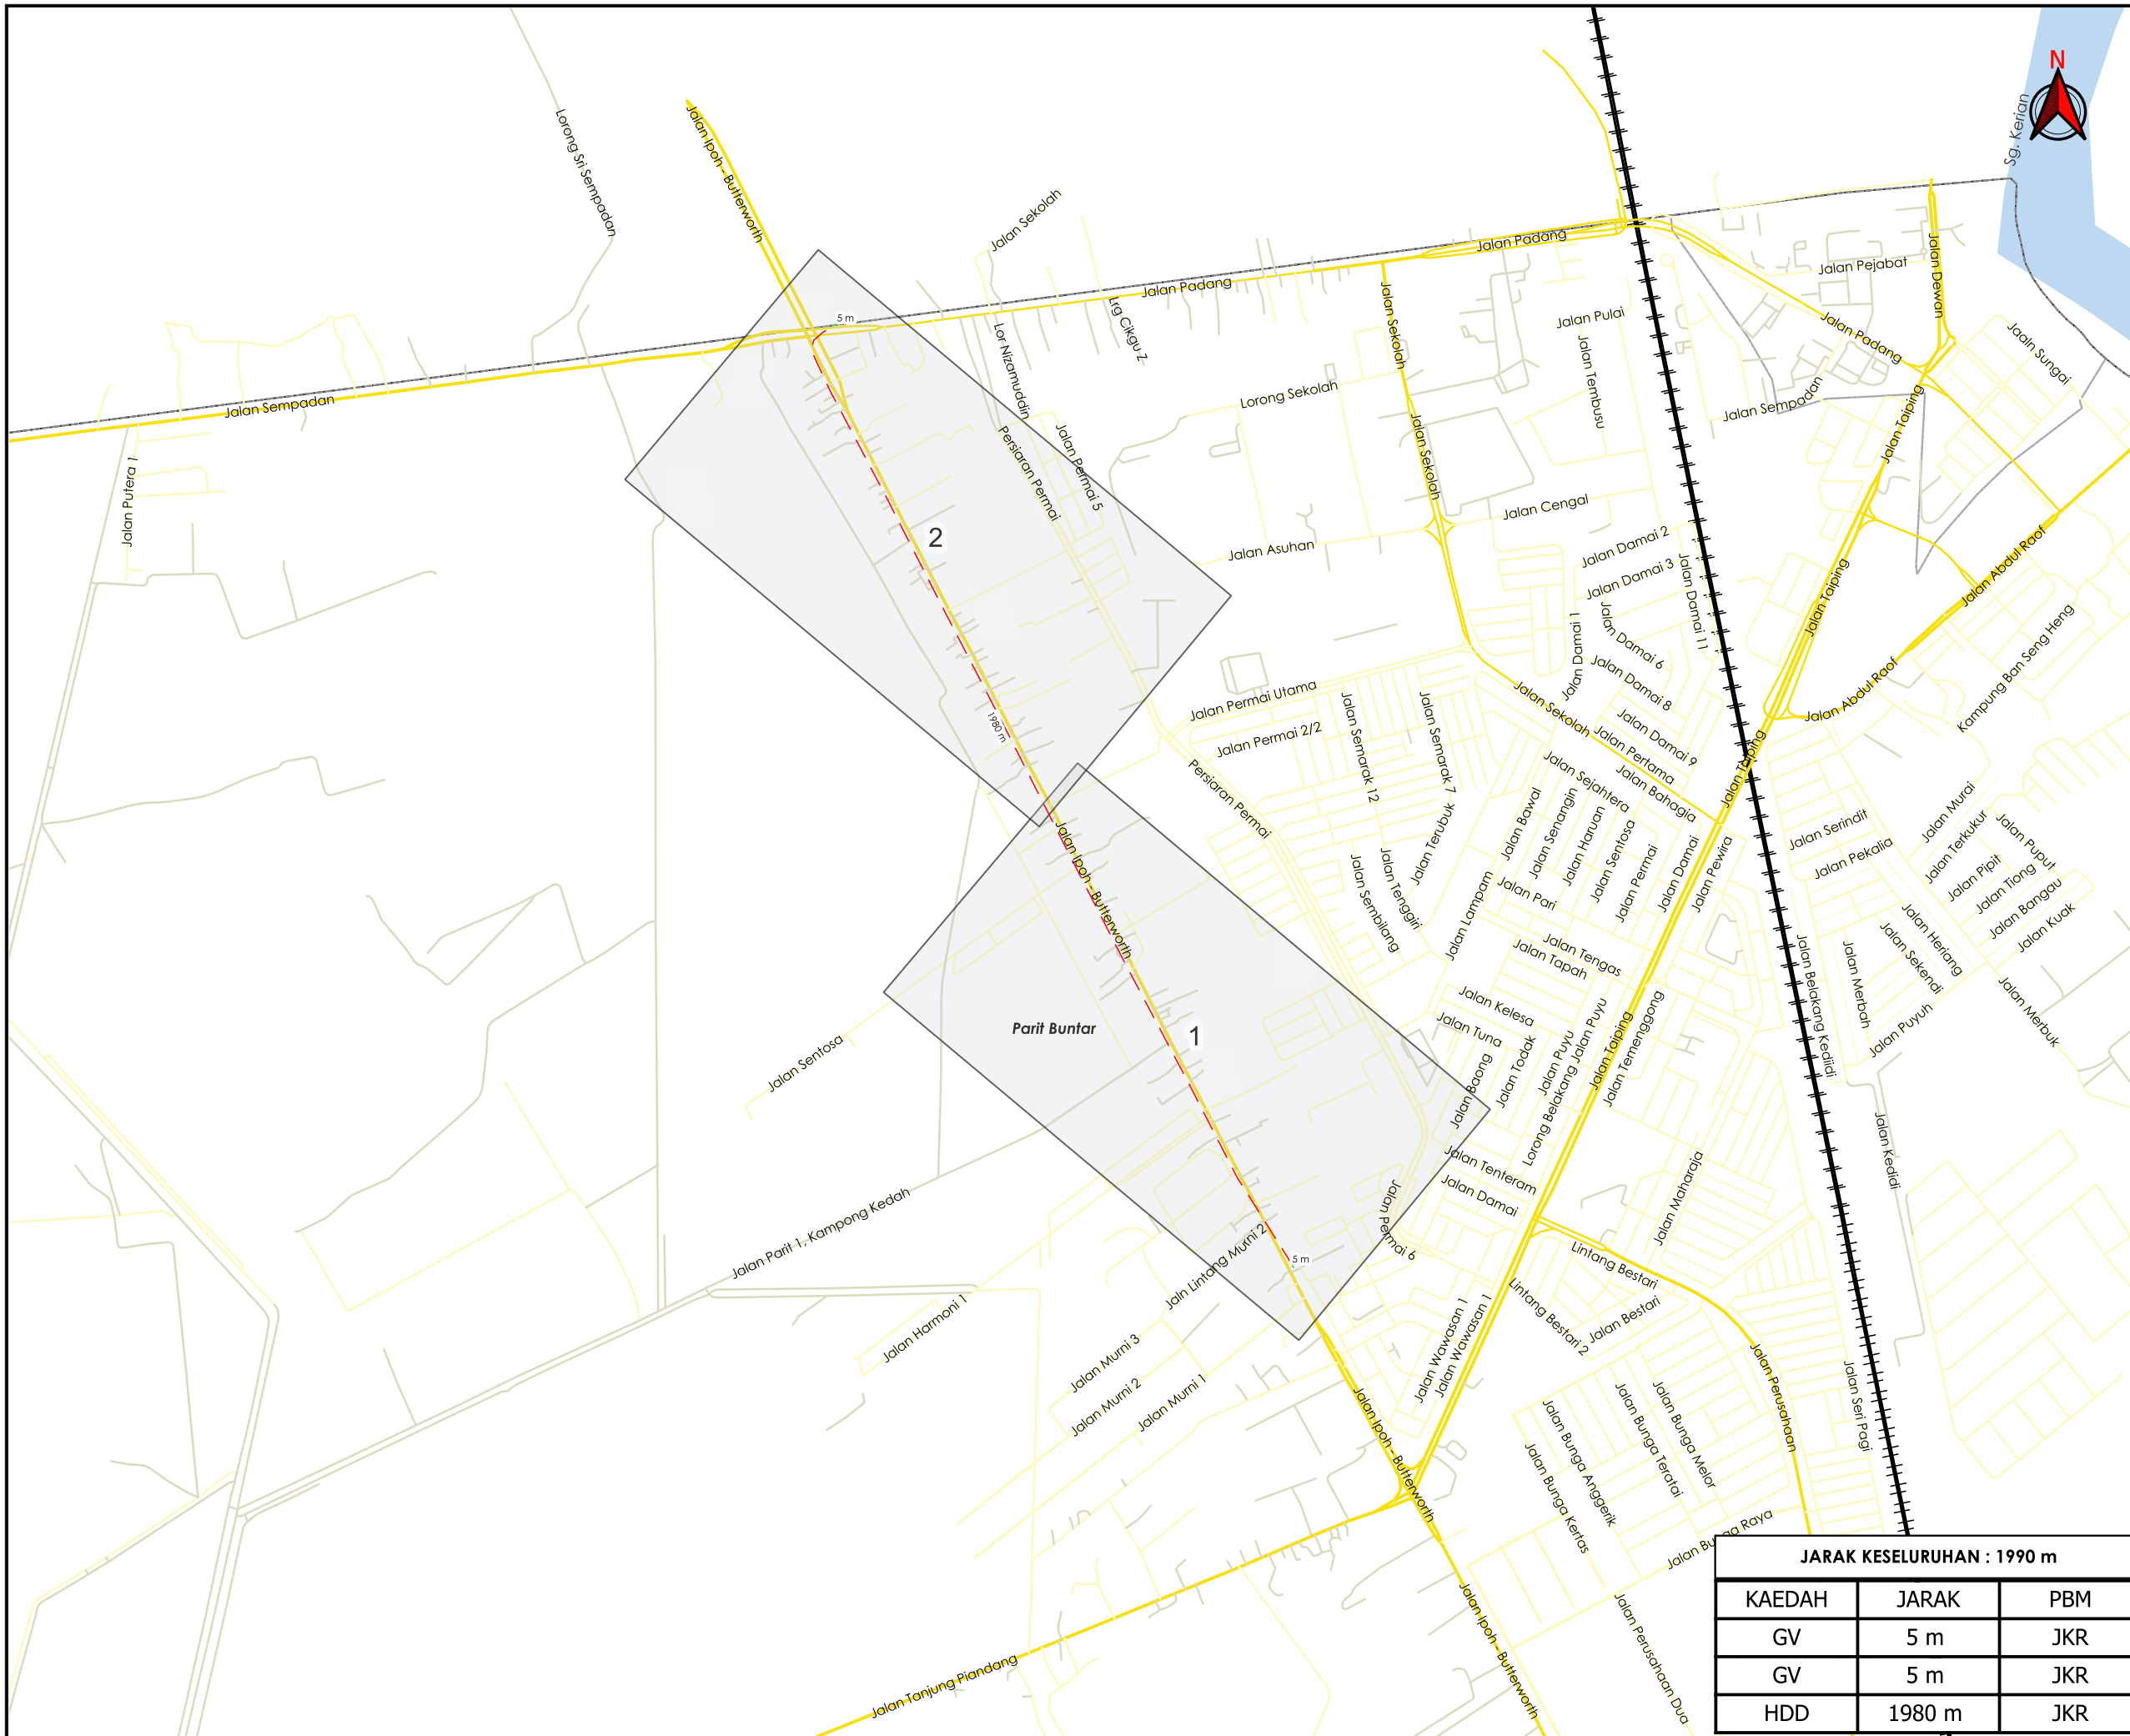 N
Sg. Kerian
Lorong Sri Sempadan
Jalan Ipoh - Butterworth
Jalan Sekolah
Jalan Padang
Jalan Padang
Jalan Pejabat
Jalan Dewan
5 m
Lor Nizamuddin
Lrg Cikgu Z
Jalan Sekolah
Jalan Pulai
Jalan Tembusu
Jalan Padang
Jaaln Sungai
Jalan Sempadan
Lorong Sekolah
Jalan Sempadan
Jalan Taiping
Jalan Putera 1
Persiaran Permai
Jalan Permai 5
Jalan Sekolah
Jalan Cengal
2
Jalan Asuhan
Jalan Damai 2
Jalan Damai 3
Jalan Damai 11
Jalan Taiping
Jalan Abdul Raof
Jalan Damai 1
Jalan Damai 6
Jalan Damai 8
Jalan Damai 9
Jalan Abdul Raof
Kampung Ban Seng Heng
1980 m
Jalan Permai Utama
Jalan Permai 2/2
Jalan Semarak 12
Jalan Semarak 7
Jalan Sekolah
Jalan Pertama
Jalan Bahagia
Jalan Taiping
Persiaran Permai
Jalan Sejahtera
Jalan Bawal
Jalan Senangin
Jalan Haruan
Jalan Sentosa
Jalan Permai
Jalan Damai
Jalan Pewira
Jalan Terubuk
Jalan Serindit
Jalan Pekalia
Jalan Murai
Jalan Terkukur
Jalan Puput
Jalan Pipit
Jalan Tiong
Jalan Bangau
Jalan Kuak
Jalan Ipoh - Butterworth
Jalan Sembilang
Jalan Tenggiri
Jalan Lampam
Jalan Pari
Jalan Tengas
Jalan Tapah
Jalan Belakang Kedidi
Jalan Merbah
Jalan Sekendi
Jalan Heriang
Jalan Merbuk
Jalan Puyuh
Parit Buntar
1
Jalan Sentosa
Jalan Kelesa
Jalan Tuna
Jalan Baong
Jalan Todak
Jalan Puyu
Jalan Puyu
Lorong Belakang
Jalan Taiping
Jalan Temenggong
Jalan Kedidi
Jalan Tenteram
Jalan Damai
Jalan Permai 6
Jalan Maharaja
Jalan Parit 1, Kampong Kedah
Jaln Lintang Murni 2
5 m
Lintang Bestari
Lintang Bestari 2
Jalan Bestari
Jalan Harmoni 1
Jalan Murni 3
Jalan Murni 2
Jalan Murni 1
Jalan Wawasan 1
Jalan Wawasan 1
Jalan Perusahaan
Jalan Seri Pagi
Jalan Ipoh - Butterworth
Jalan Bunga Kertas
Jalan Bunga Anggerik
Jalan Bunga Teratai
Jalan Bunga Melor
Jalan Bunga Raya
Jalan Ipoh - Butterworth
Jalan Perusahan Dua
Jalan Tanjung Piandang
JARAK KESELURUHAN : 1990 m
KAEDAH JARAK PBM
GV 5 m JKR
GV 5 m JKR
HDD 1980 m JKR